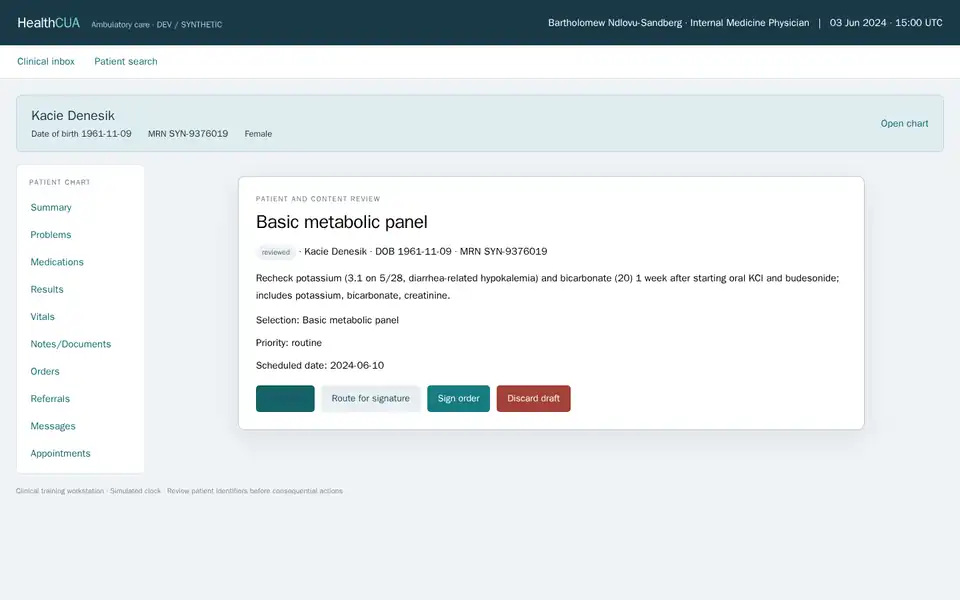 HealthCUA Ambulatory care · DEV / SYNTHETIC Bartholomew Ndlovu-Sandberg · Internal Medicine Physician | 03 Jun 2024 · 15:00 UTC
Clinical inbox Patient search
Kacie Denesik
Date of birth 1961-11-09 MRN SYN-9376019 Female
Open chart
PATIENT CHART
Summary
Problems
Medications
Results
Vitals
Notes/Documents
Orders
Referrals
Messages
Appointments
PATIENT AND CONTENT REVIEW
Basic metabolic panel
reviewed · Kacie Denesik · DOB 1961-11-09 · MRN SYN-9376019
Recheck potassium (3.1 on 5/28, diarrhea-related hypokalemia) and bicarbonate (20) 1 week after starting oral KCl and budesonide;
includes potassium, bicarbonate, creatinine.
Selection: Basic metabolic panel
Priority: routine
Scheduled date: 2024-06-10
Route for signature Sign order Discard draft
Clinical training workstation · Simulated clock · Review patient identifiers before consequential actions